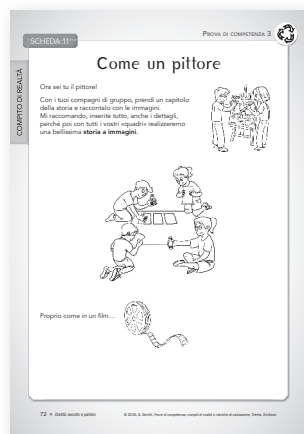 PROVA DI COMPETENZA 3
SCHEDA 11
COMPITO DI REALTÀ
Come un pittore
Ora sei tu il pittore!
Con i tuoi compagni di gruppo, prendi un capitolo
della storia e raccontalo con le immagini.
Mi raccomando, inserite tutto, anche i dettagli,
perché poi con tutti i vostri «quadri» realizzeremo
una bellissima storia a immagini.
Proprio come in un film...
72 ♦ Giralibri: ascolto e parlato